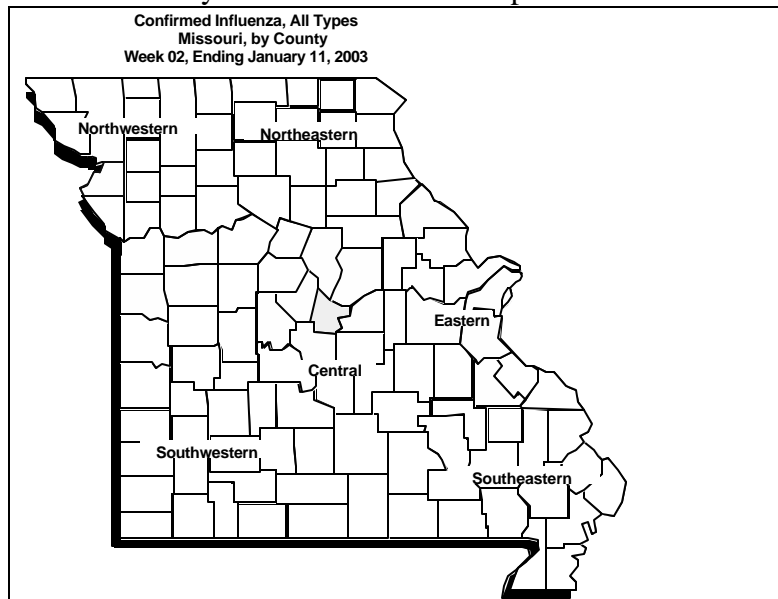 Confirmed Influenza, All Types
Missouri, by County
Week 02, Ending January 11, 2003
Northwestern
Northeastern
Eastern
Central
Southwestern
Southeastern